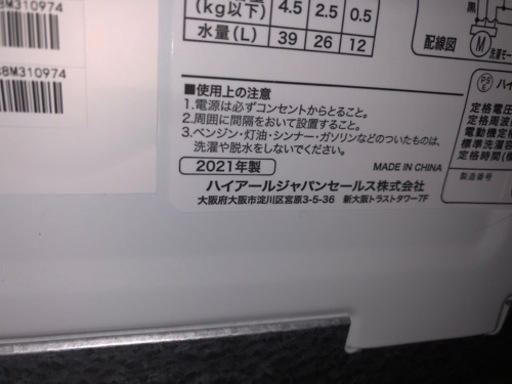 8M310974
8M310974
(kg以下) 4.5 2.5 0.5
水量(L) 39 26 12
黒
配線図
M
洗濯モー
■使用上の注意
1.電源は必ずコンセントからとること。
2.周囲に間隔をおいて設置すること。
3.ベンジン・灯油・シンナー・ガソリンなどのついたものは、
洗濯や脱水をしないでください。
2021年製
MADE IN CHINA
ハイアールジャパンセールス株式会社
大阪府大阪市淀川区宮原3-5-36 新大阪トラストタワー7F
PS
E
ハイ
定格電圧
定格周波
電動機定格
標準洗濯容
定格時間(
製造番号